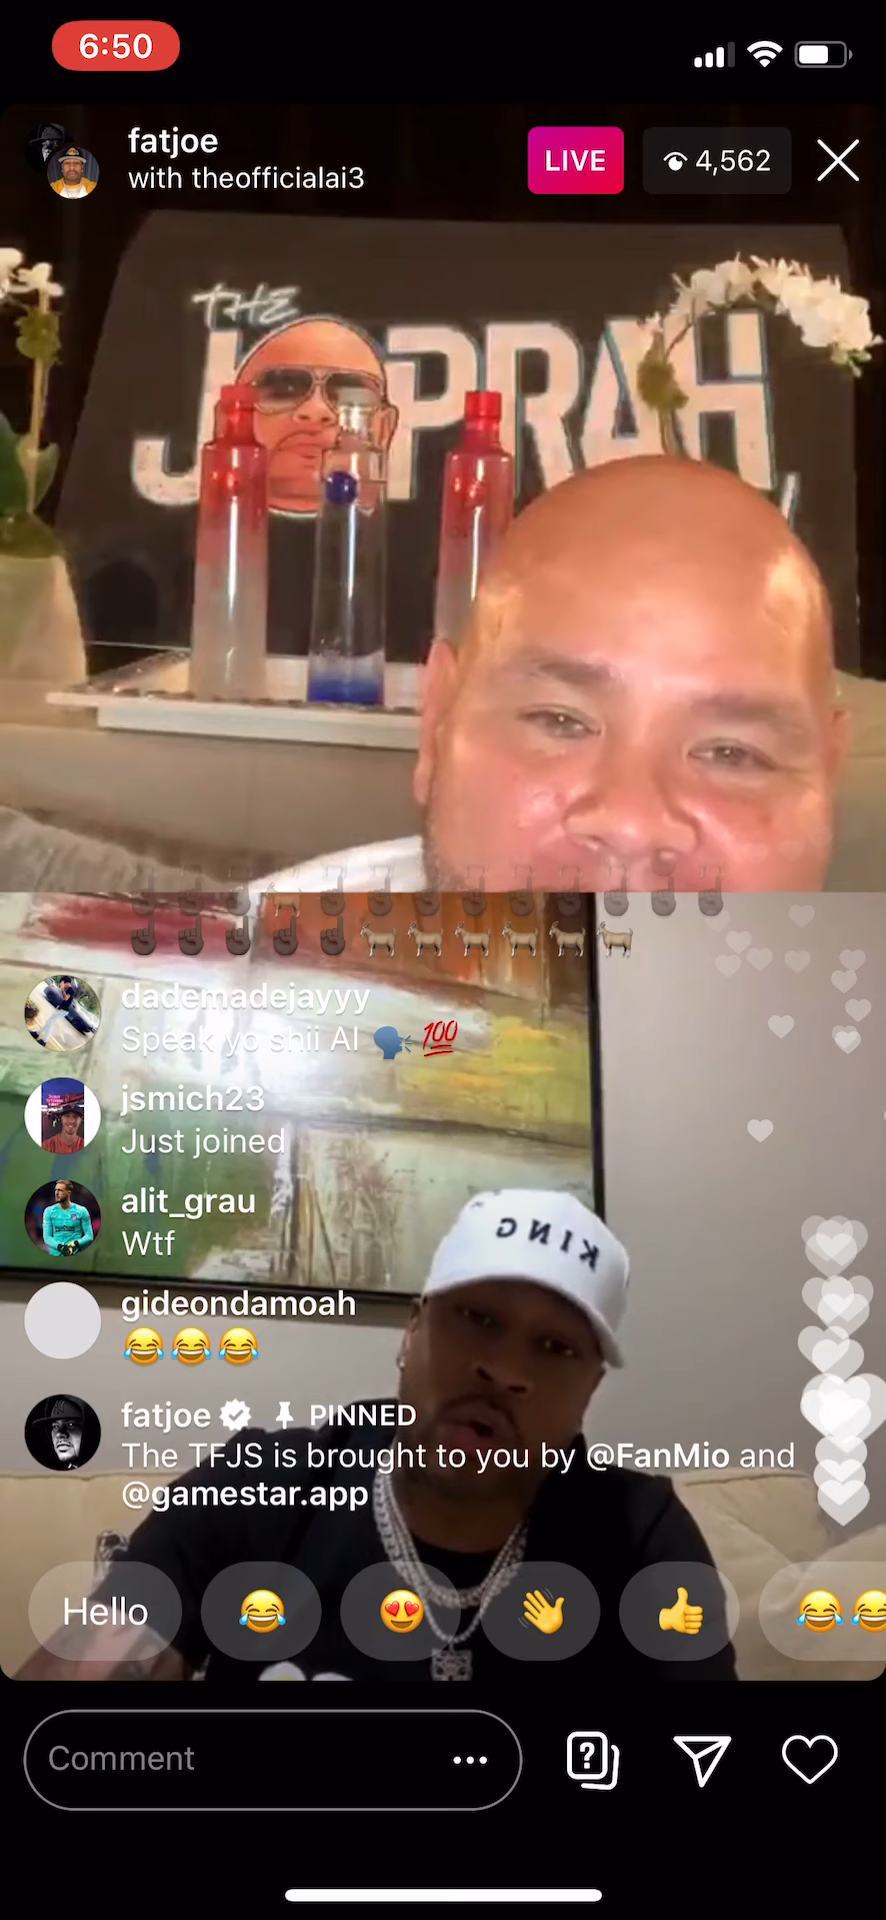 6:50
fatjoe
with theofficialai3
LIVE
4,562
THE
JOPRAH
dademadejayyy
Speak yo shii AI 🗣️💯
jsmich23
Just joined
alit_grau
Wtf
gideondamoah
😂😂😂
KING
fatjoe PINNED
The TFJS is brought to you by @FanMio and
@gamestar.app
Hello
Comment